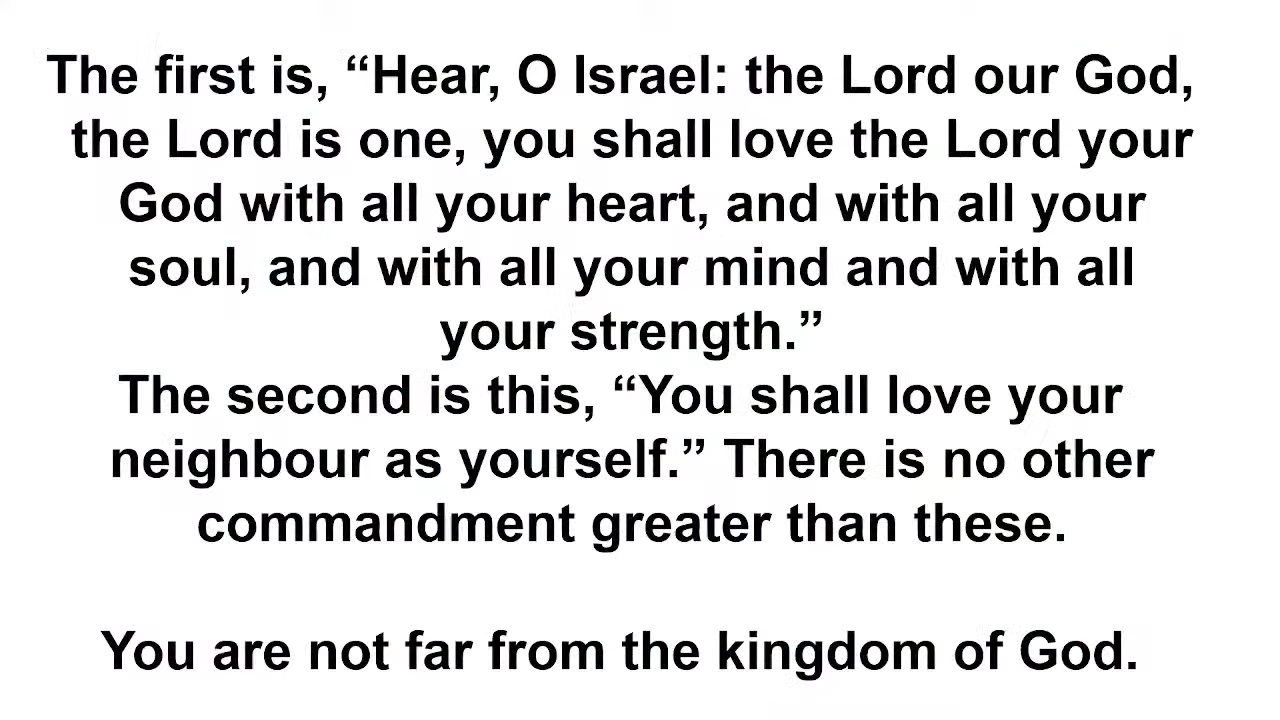 The first is, “Hear, O Israel: the Lord our God,
the Lord is one, you shall love the Lord your
God with all your heart, and with all your
soul, and with all your mind and with all
your strength.”
The second is this, “You shall love your
neighbour as yourself.” There is no other
commandment greater than these.
You are not far from the kingdom of God.